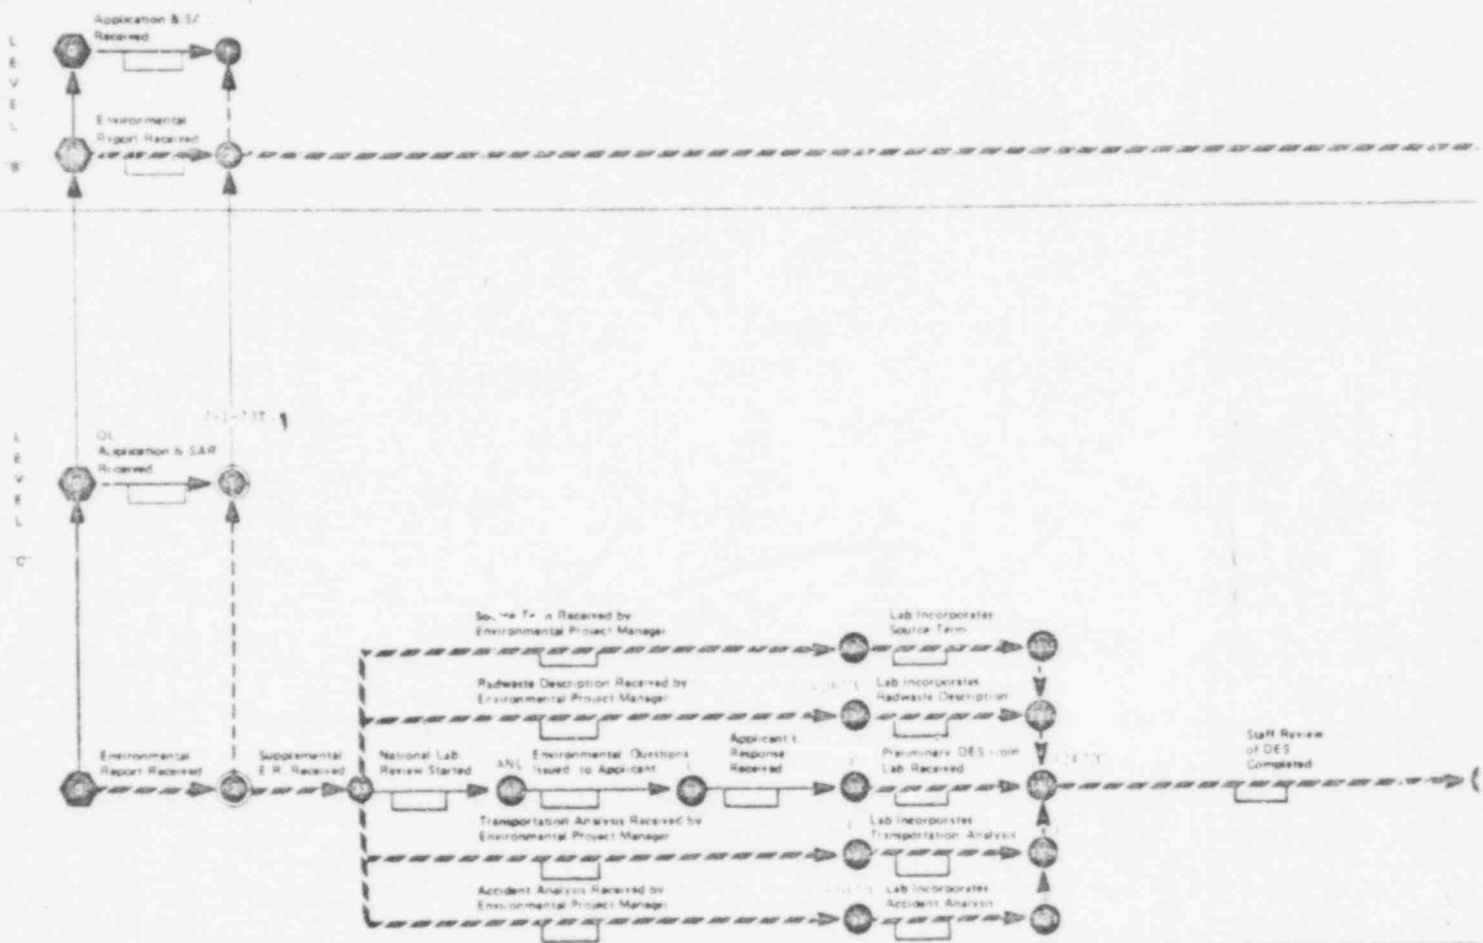 Application &
Received
L
E
V
E
L
Environmental
Report Received
L
E
V
E
L
C
OL
Application & SAR
Received
Source Received by
Environmental Project Manager
Lab Incorporates
Source Term
Radwaste Description Received by
Environmental Project Manager
Lab Incorporates
Radwaste Description
Environmental
Report Received
Supplemental
E.R. Received
National Lab
Review Started
ANL
Environmental Questions
Issued to Applicant
Applicant's
Response
Received
Preliminary DES from
Lab Received
Staff Review
of DES
Completed
Transportation Analysis Received by
Environmental Project Manager
Lab Incorporates
Transportation Analysis
Accident Analysis Received by
Environmental Project Manager
Lab Incorporates
Accident Analysis